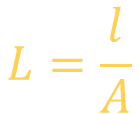 L = l / A